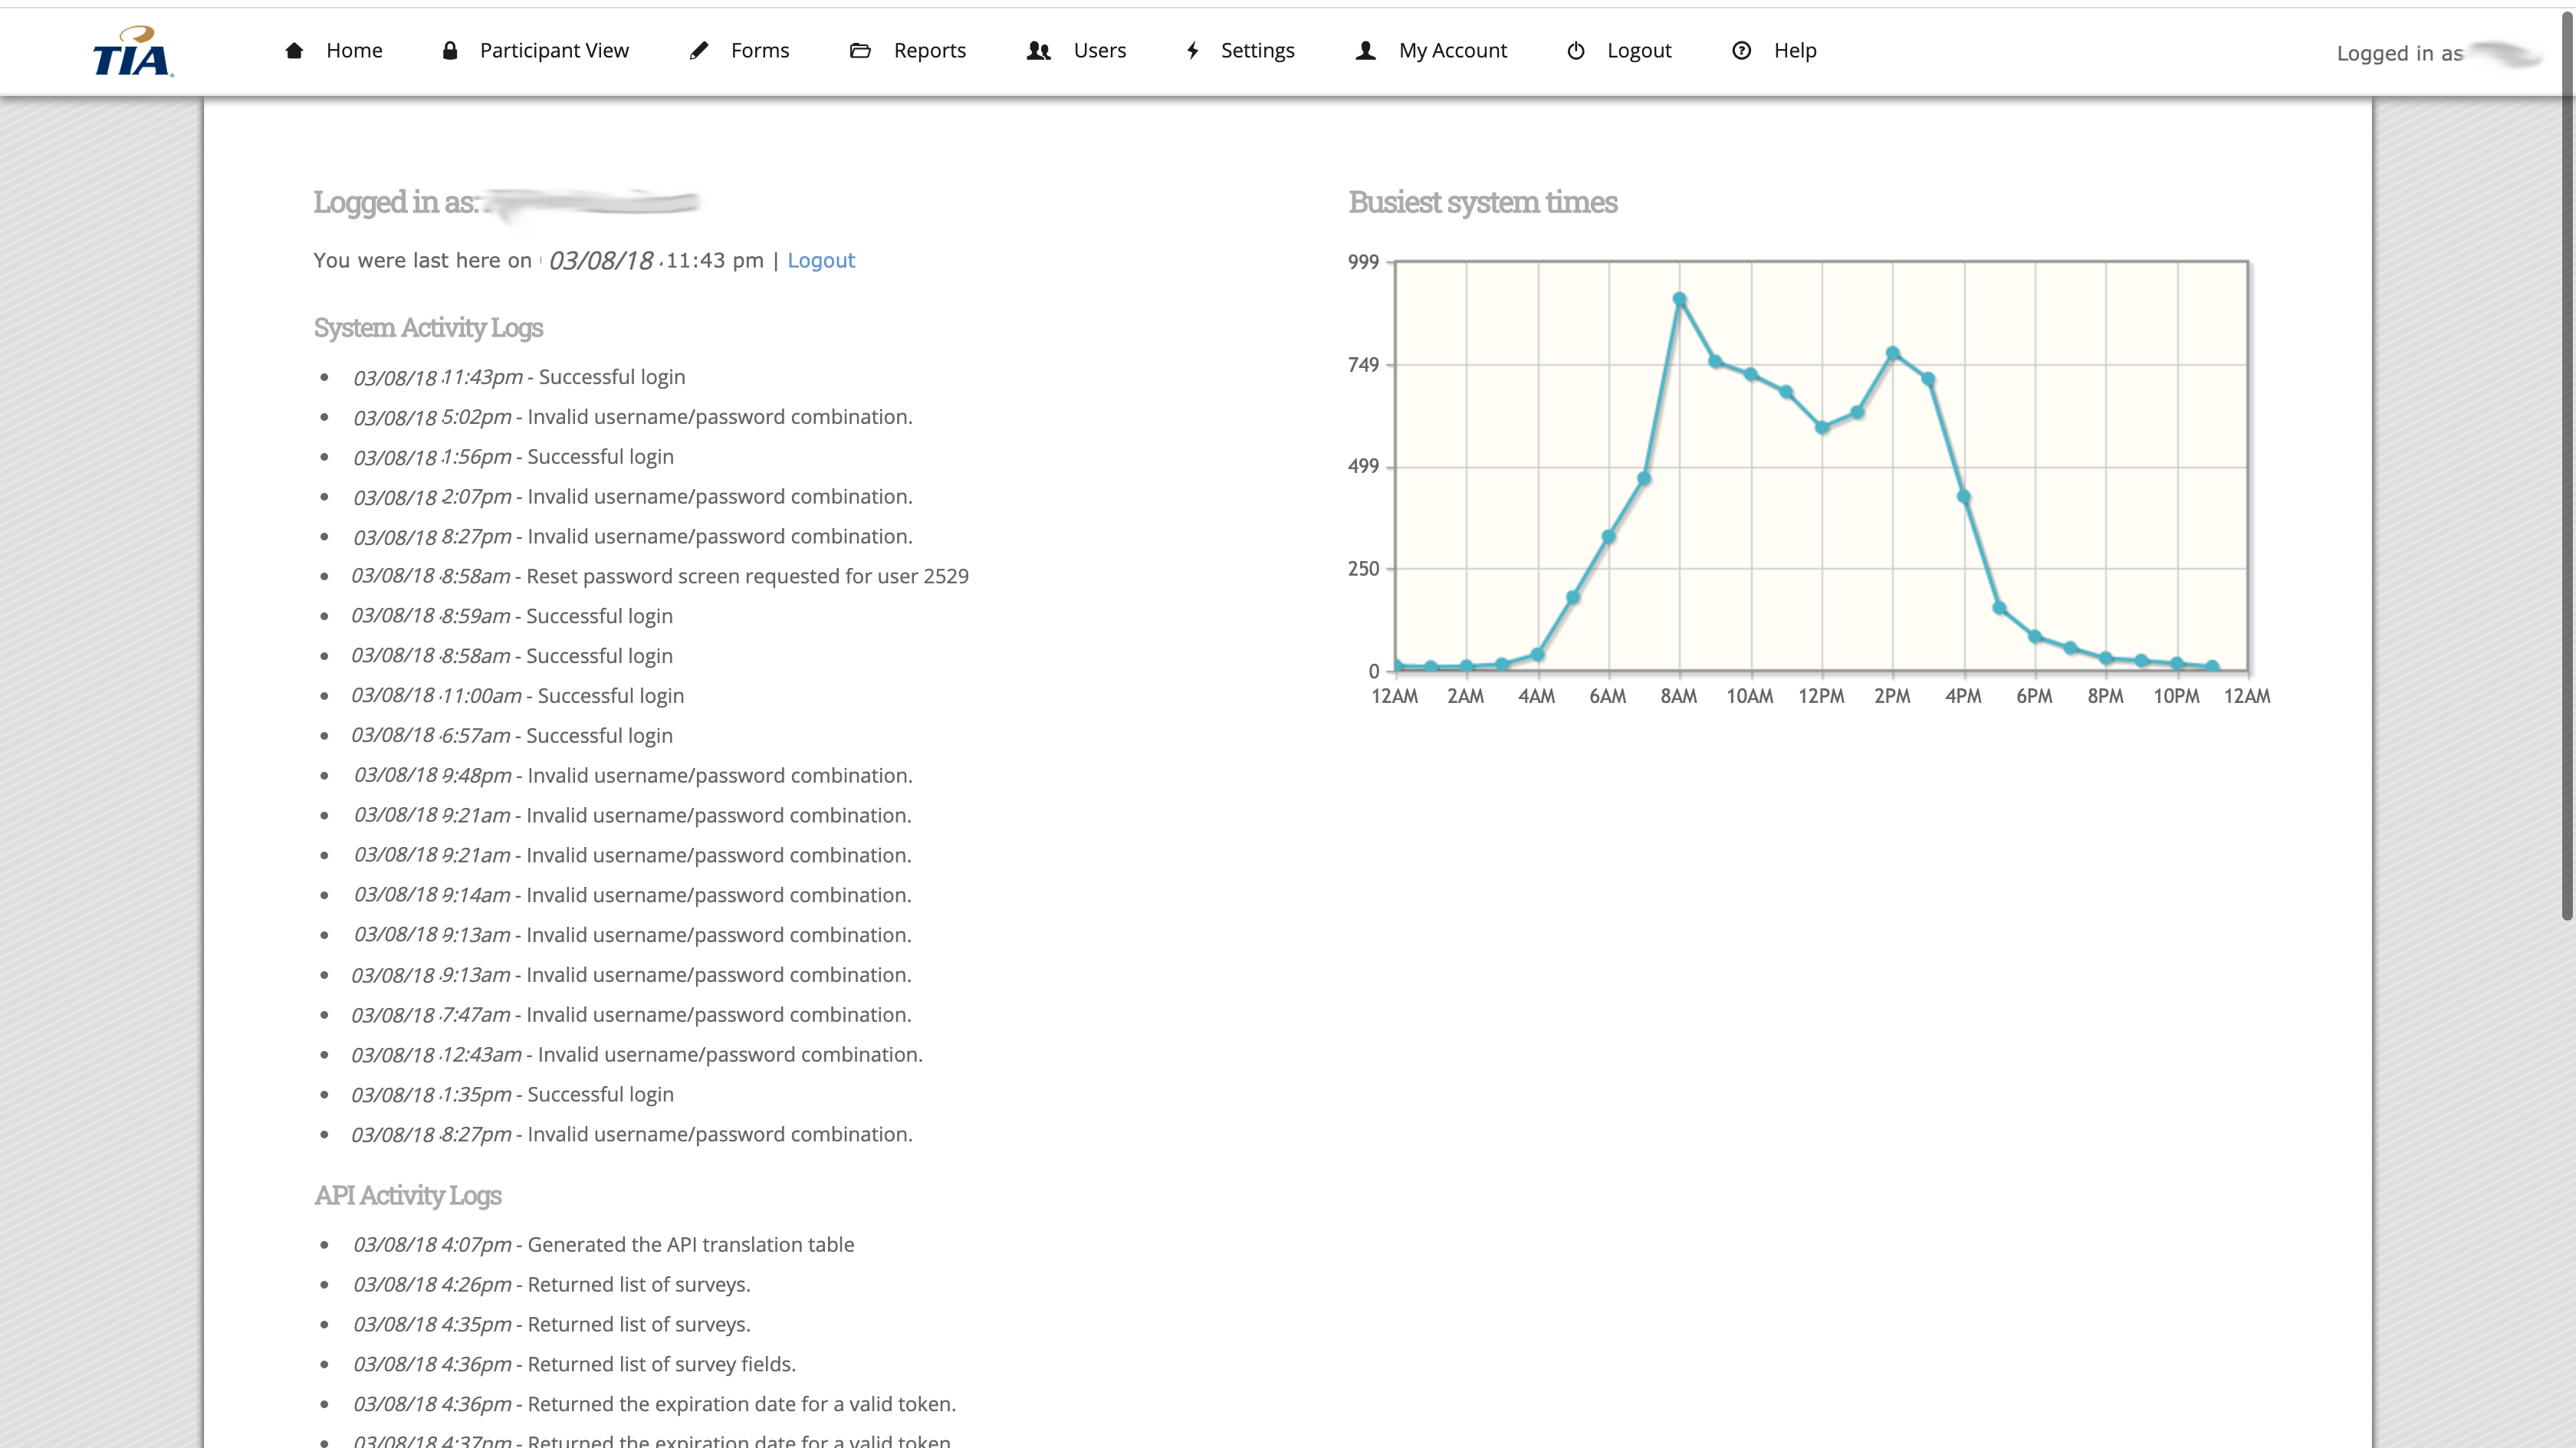 TIA
Home Participant View Forms Reports Users Settings My Account Logout Help Logged in as
Logged in as:
You were last here on 03/08/18 11:43 pm | Logout
System Activity Logs
03/08/18 11:43pm - Successful login
03/08/18 5:02pm - Invalid username/password combination.
03/08/18 1:56pm - Successful login
03/08/18 2:07pm - Invalid username/password combination.
03/08/18 8:27pm - Invalid username/password combination.
03/08/18 8:58am - Reset password screen requested for user 2529
03/08/18 8:59am - Successful login
03/08/18 8:58am - Successful login
03/08/18 11:00am - Successful login
03/08/18 6:57am - Successful login
03/08/18 9:48pm - Invalid username/password combination.
03/08/18 9:21am - Invalid username/password combination.
03/08/18 9:21am - Invalid username/password combination.
03/08/18 9:14am - Invalid username/password combination.
03/08/18 9:13am - Invalid username/password combination.
03/08/18 9:13am - Invalid username/password combination.
03/08/18 7:47am - Invalid username/password combination.
03/08/18 12:43am - Invalid username/password combination.
03/08/18 1:35pm - Successful login
03/08/18 8:27pm - Invalid username/password combination.
API Activity Logs
03/08/18 4:07pm - Generated the API translation table
03/08/18 4:26pm - Returned list of surveys.
03/08/18 4:35pm - Returned list of surveys.
03/08/18 4:36pm - Returned list of survey fields.
03/08/18 4:36pm - Returned the expiration date for a valid token.
03/08/18 4:37pm - Returned the expiration date for a valid token
Busiest system times
999
749
499
250
0
12AM 2AM 4AM 6AM 8AM 10AM 12PM 2PM 4PM 6PM 8PM 10PM 12AM